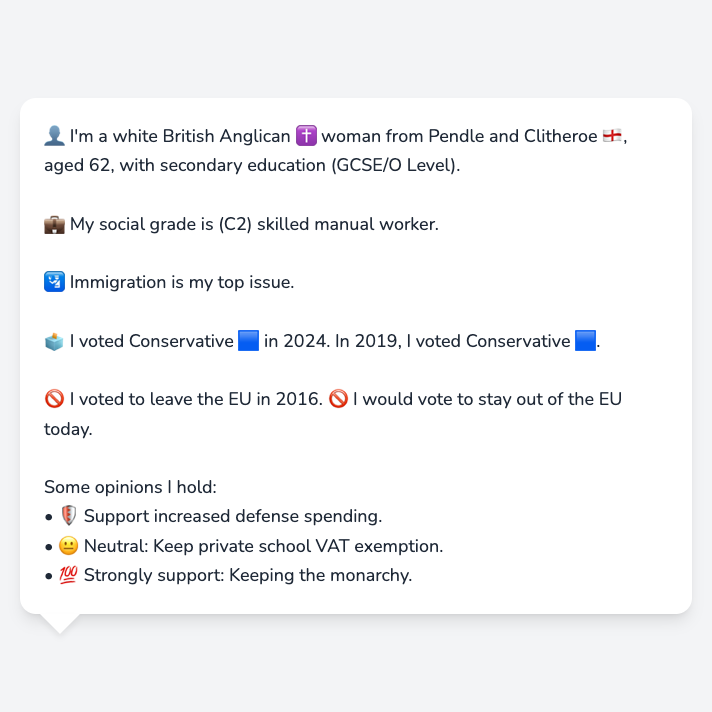 👤 I'm a white British Anglican ✝️ woman from Pendle and Clitheroe 🏴󠁧󠁢󠁥󠁮󠁧󠁿,
aged 62, with secondary education (GCSE/O Level).
💼 My social grade is (C2) skilled manual worker.
🛂 Immigration is my top issue.
🗳️ I voted Conservative 🟦 in 2024. In 2019, I voted Conservative 🟦.
🚫 I voted to leave the EU in 2016. 🚫 I would vote to stay out of the EU
today.
Some opinions I hold:
• 🛡️ Support increased defense spending.
• 😐 Neutral: Keep private school VAT exemption.
• 💯 Strongly support: Keeping the monarchy.